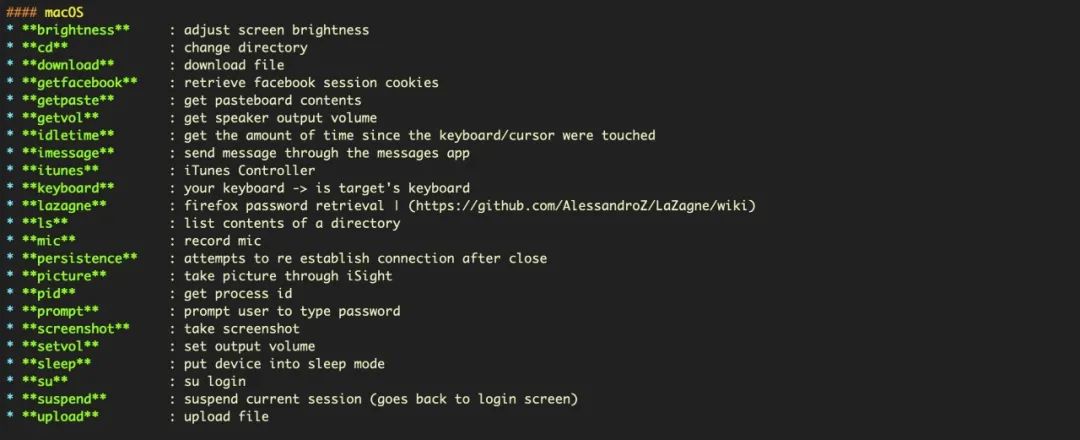 #### macOS
* **brightness** : adjust screen brightness
* **cd** : change directory
* **download** : download file
* **getfacebook** : retrieve facebook session cookies
* **getpaste** : get pasteboard contents
* **getvol** : get speaker output volume
* **idletime** : get the amount of time since the keyboard/cursor were touched
* **imessage** : send message through the messages app
* **itunes** : iTunes Controller
* **keyboard** : your keyboard -> is target's keyboard
* **lazagne** : firefox password retrieval | (https://github.com/AlessandroZ/LaZagne/wiki)
* **ls** : list contents of a directory
* **mic** : record mic
* **persistence** : attempts to re establish connection after close
* **picture** : take picture through iSight
* **pid** : get process id
* **prompt** : prompt user to type password
* **screenshot** : take screenshot
* **setvol** : set output volume
* **sleep** : put device into sleep mode
* **su** : su login
* **suspend** : suspend current session (goes back to login screen)
* **upload** : upload file